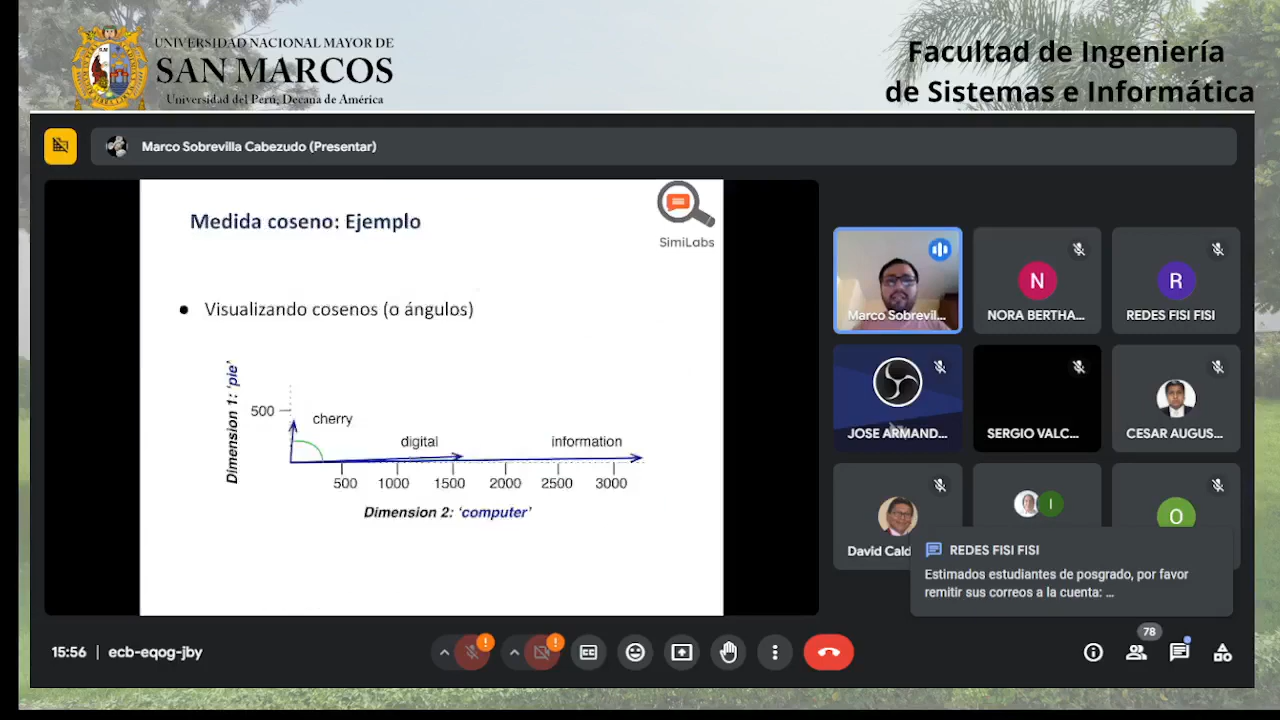 UNIVERSIDAD NACIONAL MAYOR DE
SAN MARCOS
Universidad del Perú, Decana de América
Facultad de Ingeniería
de Sistemas e Informática
Marco Sobrevilla Cabezudo (Presentar)
Medida coseno: Ejemplo
SimiLabs
● Visualizando cosenos (o ángulos)
Dimension 1: 'pie'
500
cherry
digital
information
500 1000 1500 2000 2500 3000
Dimension 2: 'computer'
Marco Sobrevil...
N
NORA BERTHA...
R
REDES FISI FISI
JOSE ARMAND...
SERGIO VALC...
CESAR AUGUS...
David Cald
I
O
REDES FISI FISI
Estimados estudiantes de posgrado, por favor
remitir sus correos a la cuenta: ...
15:56 | ecb-eqog-jby
78